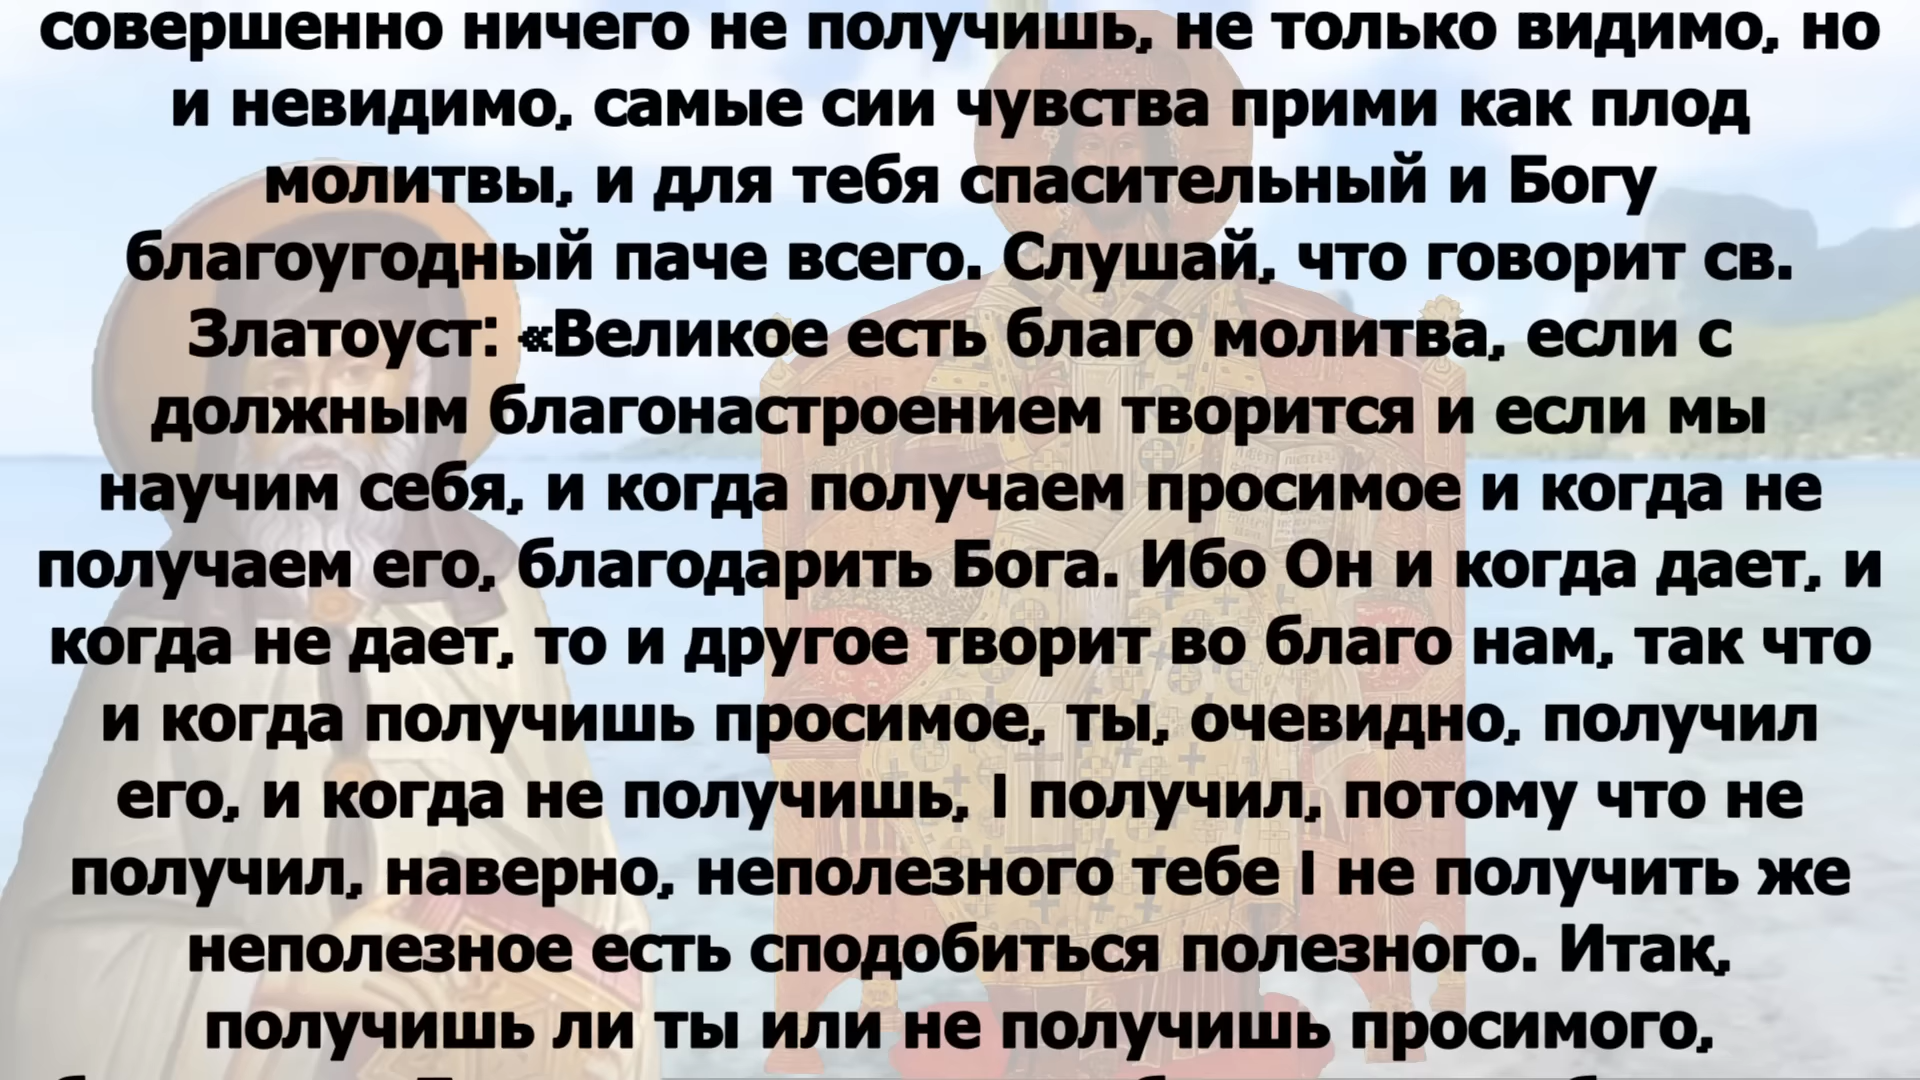 совершенно ничего не получишь, не только видимо, но
и невидимо, самые сии чувства прими как плод
молитвы, и для тебя спасительный и Богу
благоугодный паче всего. Слушай, что говорит св.
Златоуст: «Великое есть благо молитва, если с
должным благонастроением творится и если мы
научим себя, и когда получаем просимое и когда не
получаем его, благодарить Бога. Ибо Он и когда дает, и
когда не дает, то и другое творит во благо нам, так что
и когда получишь просимое, ты, очевидно, получил
его, и когда не получишь, I получил, потому что не
получил, наверно, неполезного тебе I не получить же
неполезное есть сподобиться полезного. Итак,
получишь ли ты или не получишь просимого,